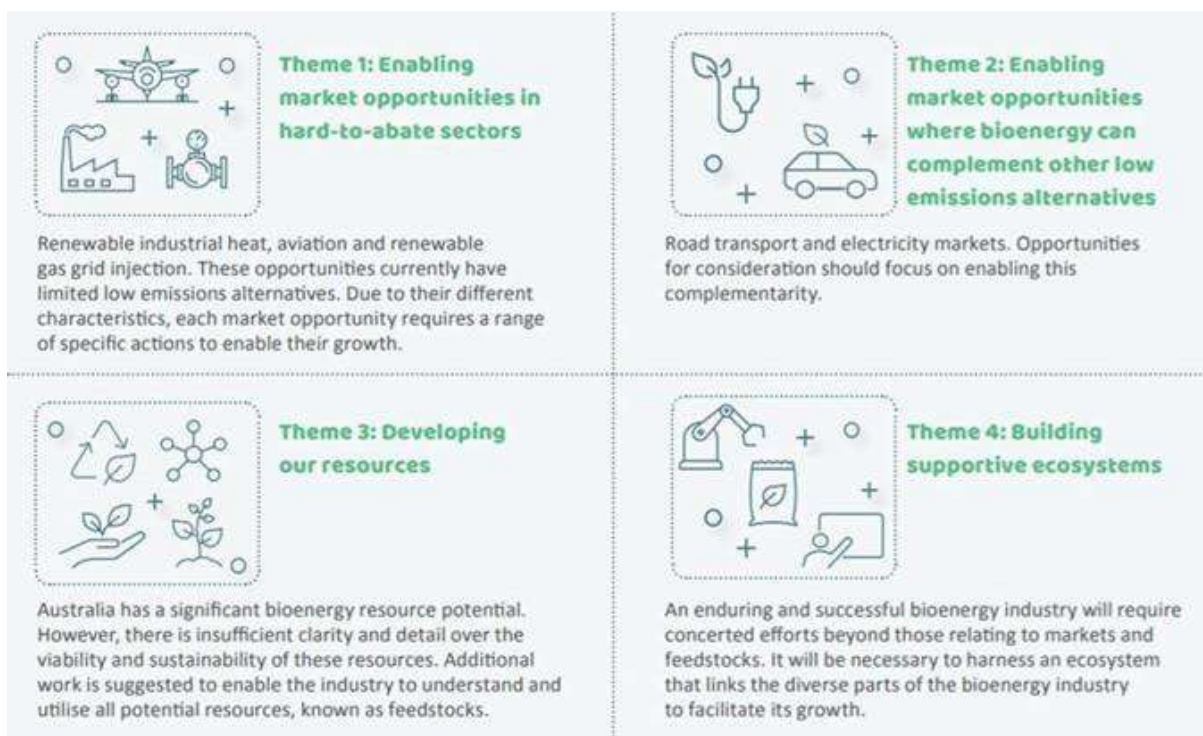 Theme 1: Enabling
market opportunities in
hard-to-abate sectors
Renewable industrial heat, aviation and renewable
gas grid injection. These opportunities currently have
limited low emissions alternatives. Due to their different
characteristics, each market opportunity requires a range
of specific actions to enable their growth.
Theme 2: Enabling
market opportunities
where bioenergy can
complement other low
emissions alternatives
Road transport and electricity markets. Opportunities
for consideration should focus on enabling this
complementarity.
Theme 3: Developing
our resources
Australia has a significant bioenergy resource potential.
However, there is insufficient clarity and detail over the
viability and sustainability of these resources. Additional
work is suggested to enable the industry to understand and
utilise all potential resources, known as feedstocks.
Theme 4: Building
supportive ecosystems
An enduring and successful bioenergy industry will require
concerted efforts beyond those relating to markets and
feedstocks. It will be necessary to harness an ecosystem
that links the diverse parts of the bioenergy industry
to facilitate its growth.